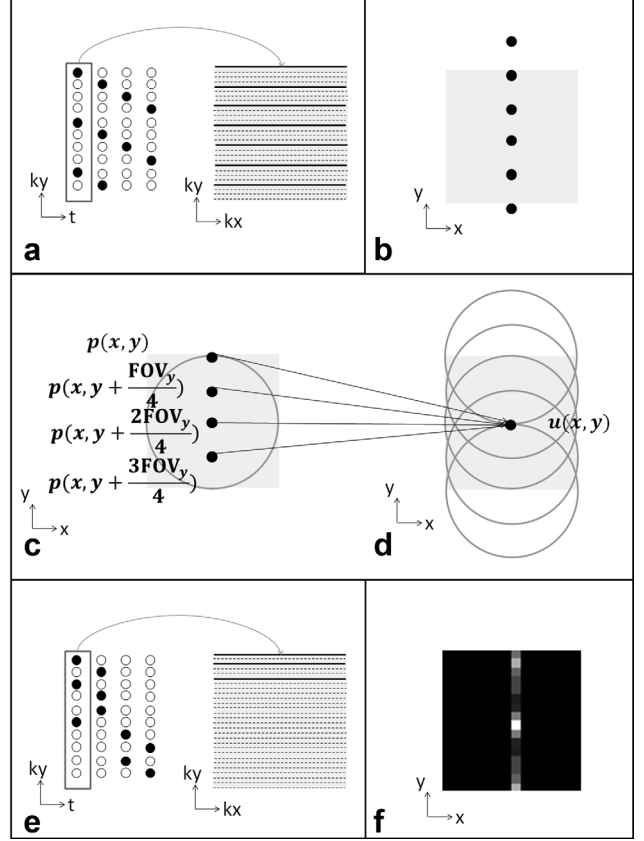 ky
t
ky
kx
a
y
x
b
p(x, y)
p(x, y + FOVy/4)
p(x, y + 2FOVy/4)
p(x, y + 3FOVy/4)
y
x
c
u(x, y)
y
x
d
ky
t
ky
kx
e
y
x
f